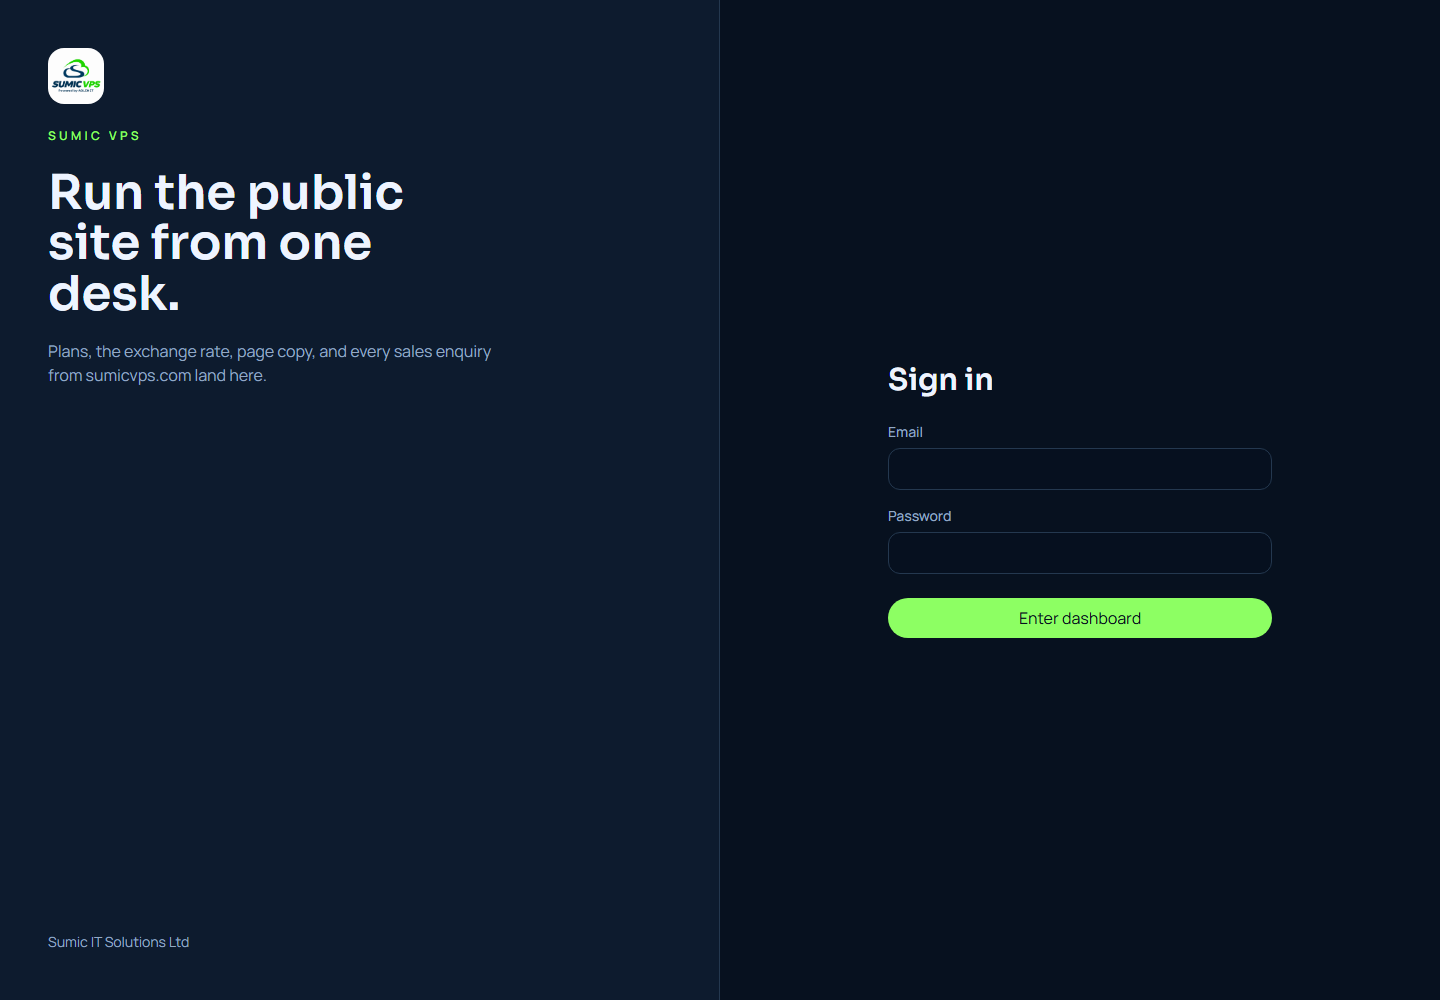 SUMIC VPS
SUMIC VPS
Run the public
site from one
desk.
Plans, the exchange rate, page copy, and every sales enquiry
from sumicvps.com land here.
Sumic IT Solutions Ltd
Sign in
Email
Password
Enter dashboard